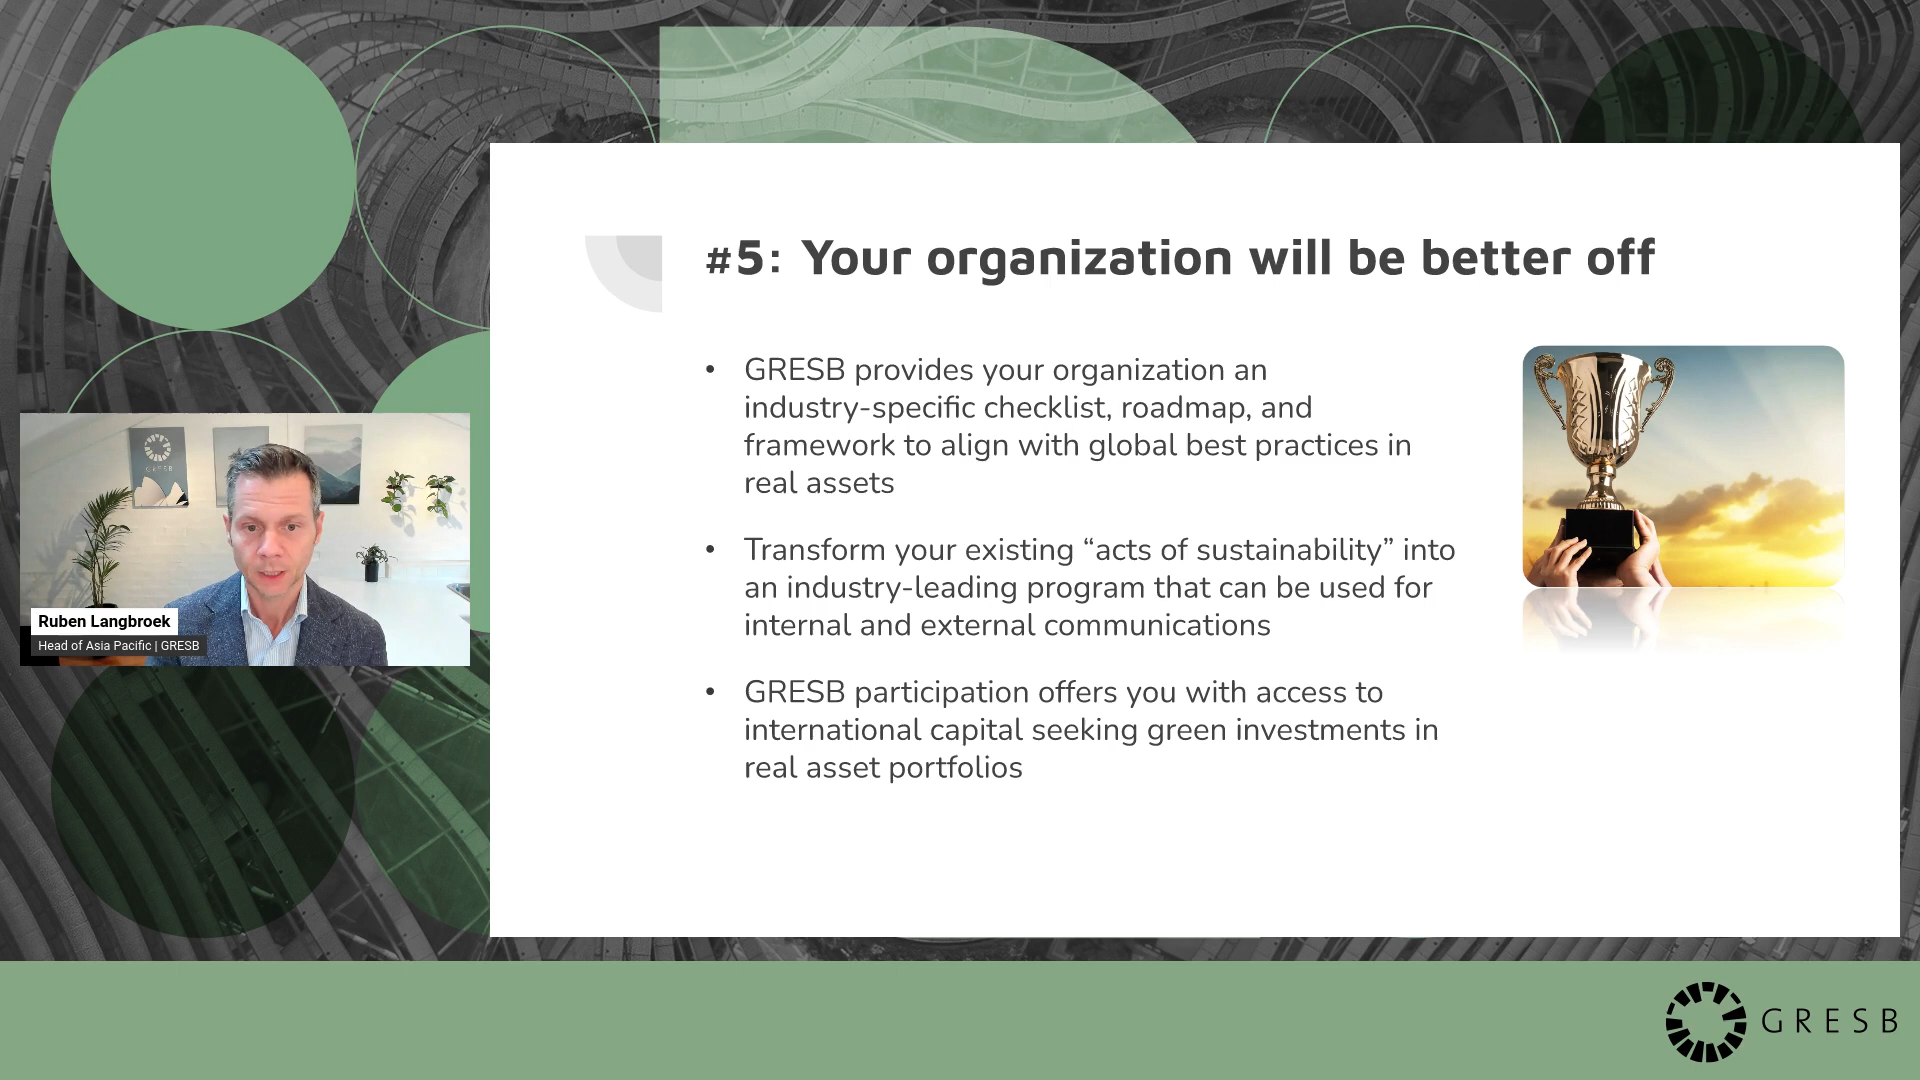 #5: Your organization will be better off
• GRESB provides your organization an
industry-specific checklist, roadmap, and
framework to align with global best practices in
real assets
• Transform your existing “acts of sustainability” into
an industry-leading program that can be used for
internal and external communications
• GRESB participation offers you with access to
international capital seeking green investments in
real asset portfolios
GRESB
Ruben Langbroek
Head of Asia Pacific | GRESB
GRESB